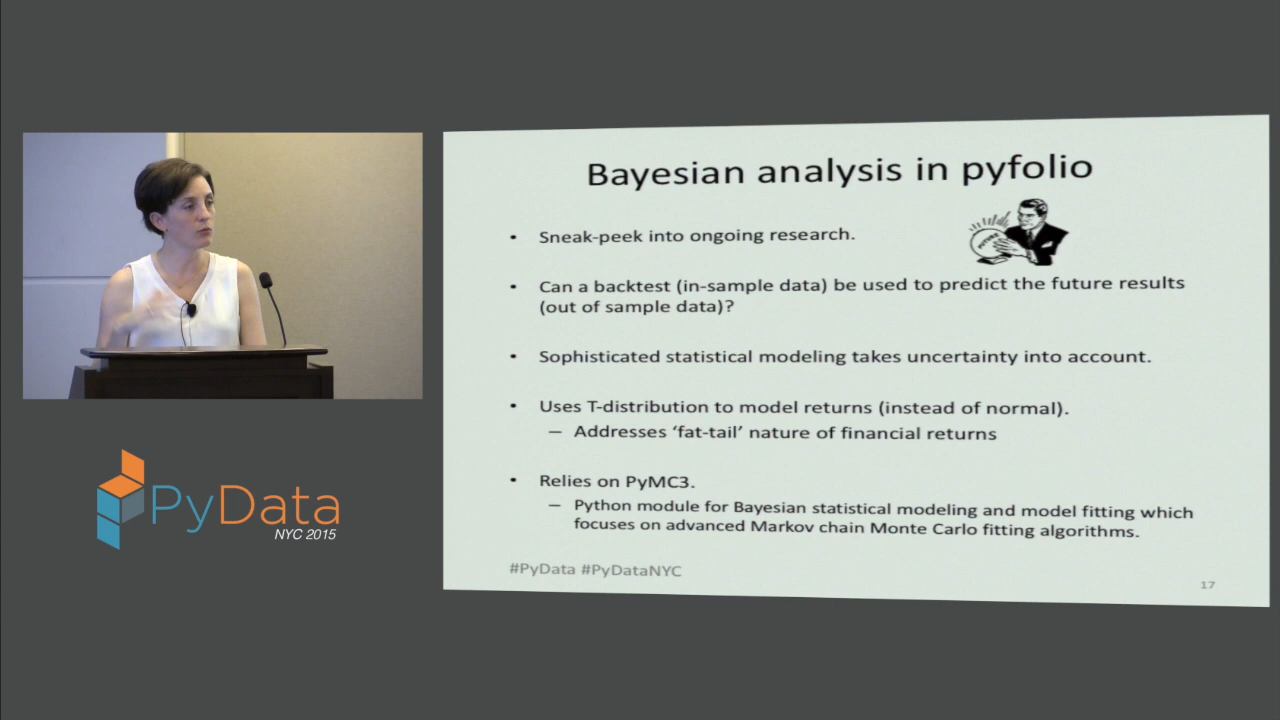 Bayesian analysis in pyfolio
• Sneak-peek into ongoing research.
FUTURE
• Can a backtest (in-sample data) be used to predict the future results
(out of sample data)?
• Sophisticated statistical modeling takes uncertainty into account.
• Uses T-distribution to model returns (instead of normal).
– Addresses ‘fat-tail’ nature of financial returns
• Relies on PyMC3.
– Python module for Bayesian statistical modeling and model fitting which
focuses on advanced Markov chain Monte Carlo fitting algorithms.
#PyData #PyDataNYC
17
PyData
NYC 2015